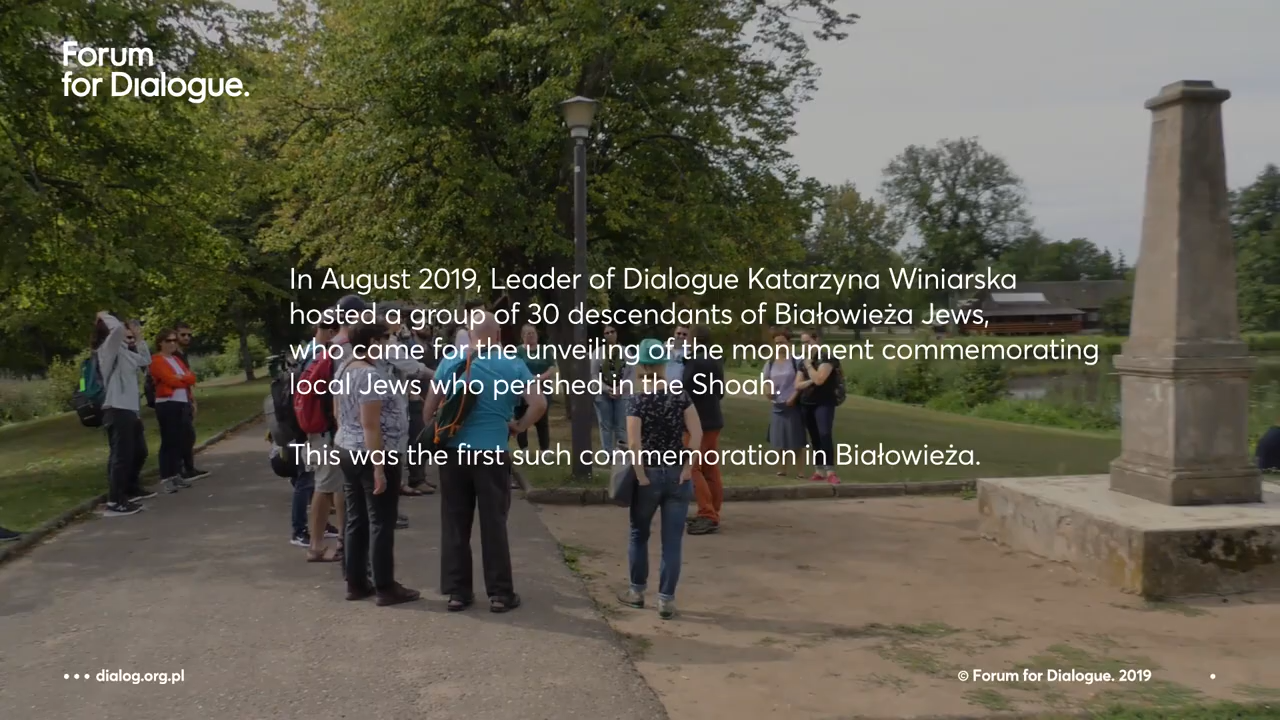 Forum
for Dialogue.
In August 2019, Leader of Dialogue Katarzyna Winiarska
hosted a group of 30 descendants of Białowieża Jews,
who came for the unveiling of the monument commemorating
local Jews who perished in the Shoah.
This was the first such commemoration in Białowieża.
••• dialog.org.pl
© Forum for Dialogue. 2019 •